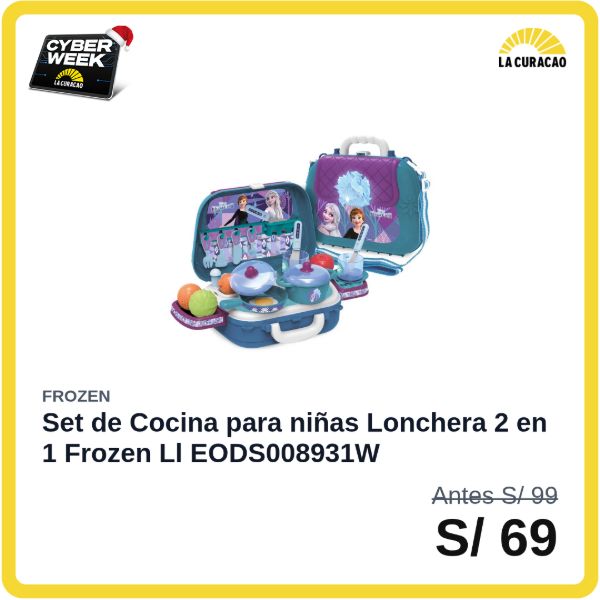 CYBER
WEEK
LA CURACAO
LA CURACAO
FROZEN
Set de Cocina para niñas Lonchera 2 en
1 Frozen Ll EODS008931W
Antes S/ 99
S/ 69